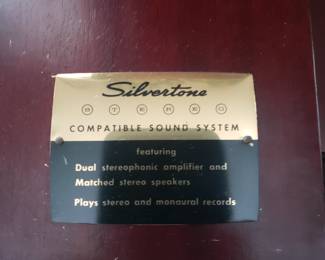 Silvertone
STEREO
COMPATIBLE SOUND SYSTEM
featuring
Dual stereophonic amplifier and
Matched stereo speakers
Plays stereo and monaural records